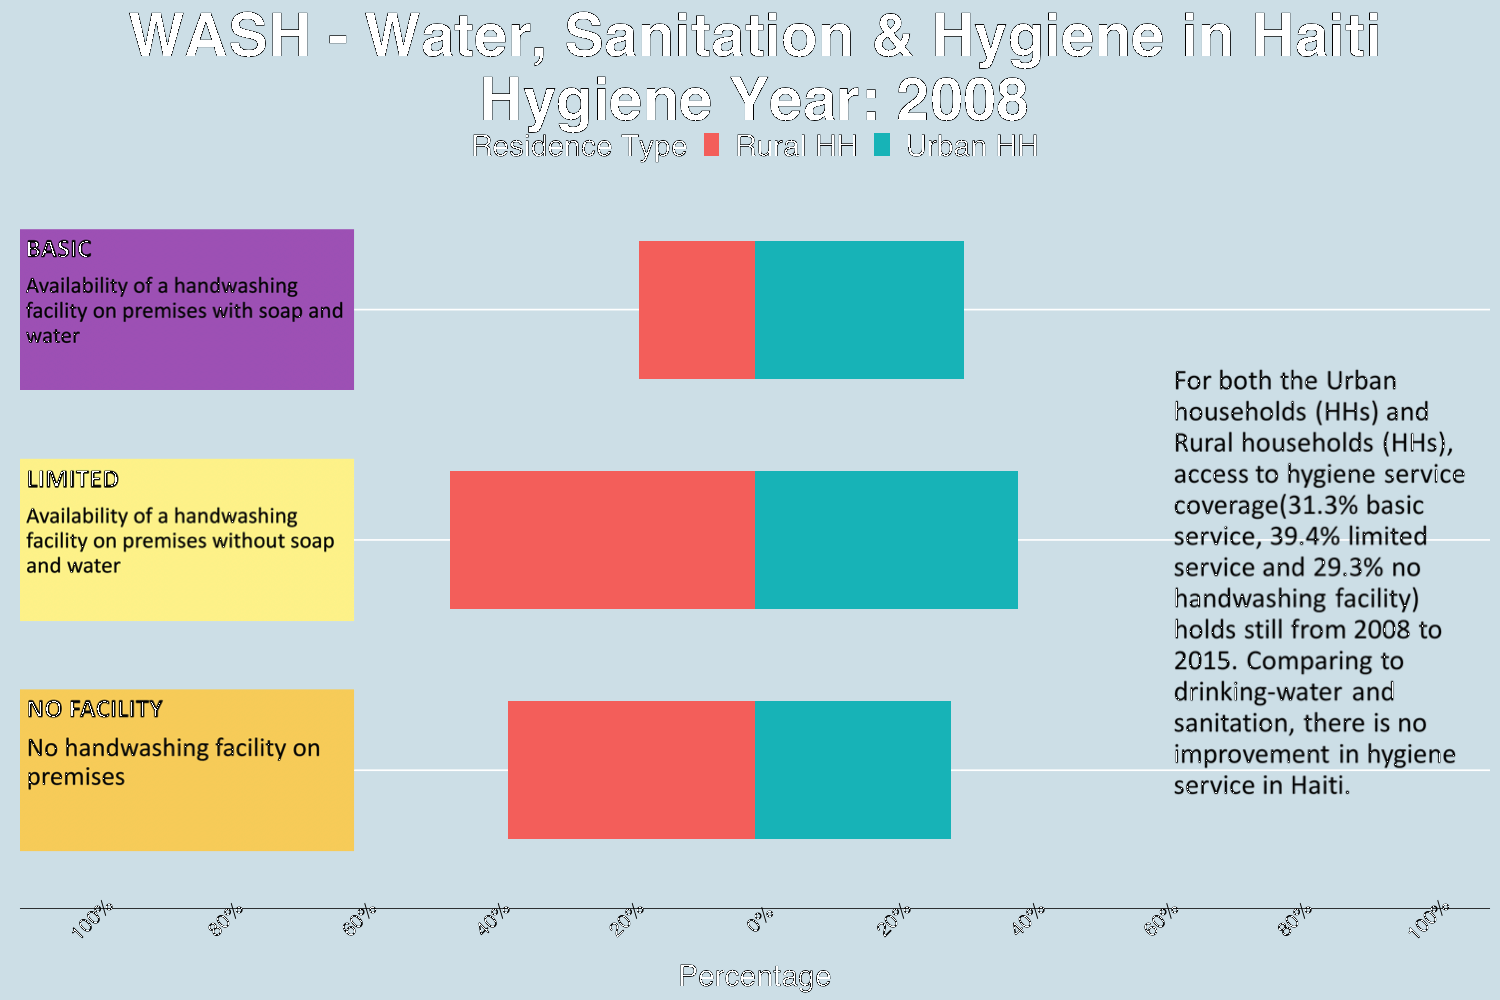 WASH - Water, Sanitation & Hygiene in Haiti
Hygiene Year: 2008
Residence Type Rural HH Urban HH
BASIC
Availability of a handwashing
facility on premises with soap and
water
LIMITED
Availability of a handwashing
facility on premises without soap
and water
NO FACILITY
No handwashing facility on
premises
For both the Urban
households (HHs) and
Rural households (HHs),
access to hygiene service
coverage(31.3% basic
service, 39.4% limited
service and 29.3% no
handwashing facility)
holds still from 2008 to
2015. Comparing to
drinking-water and
sanitation, there is no
improvement in hygiene
service in Haiti.
100% 80% 60% 40% 20% 0% 20% 40% 60% 80% 100%
Percentage